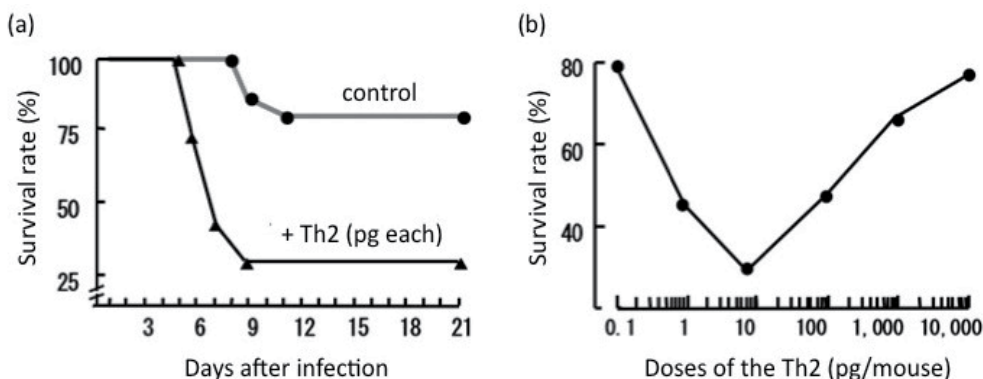 (a)
Survival rate (%)
100
75
50
25
control
+ Th2 (pg each)
3 6 9 12 15 18 21
Days after infection
(b)
Survival rate (%)
80
60
40
0.1 1 10 100 1,000 10,000
Doses of the Th2 (pg/mouse)